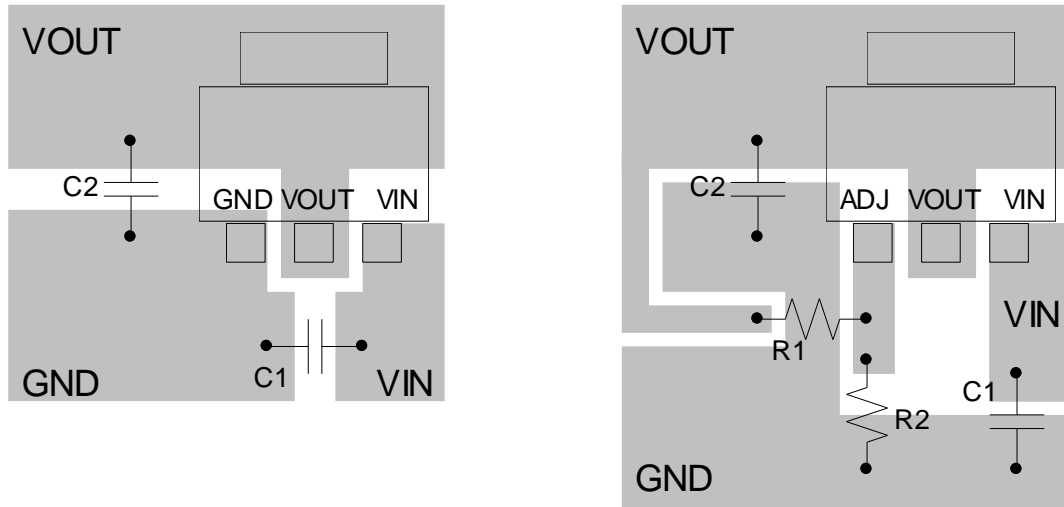 VOUT
C2
GND VOUT VIN
C1
GND
VIN
VOUT
C2
ADJ VOUT VIN
VIN
R1
C1
R2
GND